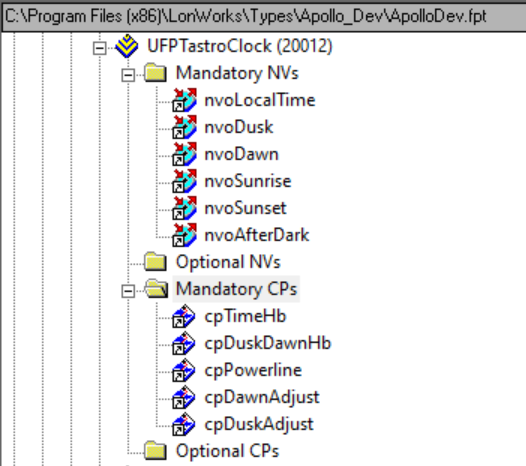 C:\Program Files (x86)\LonWorks\Types\Apollo_Dev\ApolloDev.fpt
UFPTastroClock (20012)
Mandatory NVs
nvoLocalTime
nvoDusk
nvoDawn
nvoSunrise
nvoSunset
nvoAfterDark
Optional NVs
Mandatory CPs
cpTimeHb
cpDuskDawnHb
cpPowerline
cpDawnAdjust
cpDuskAdjust
Optional CPs